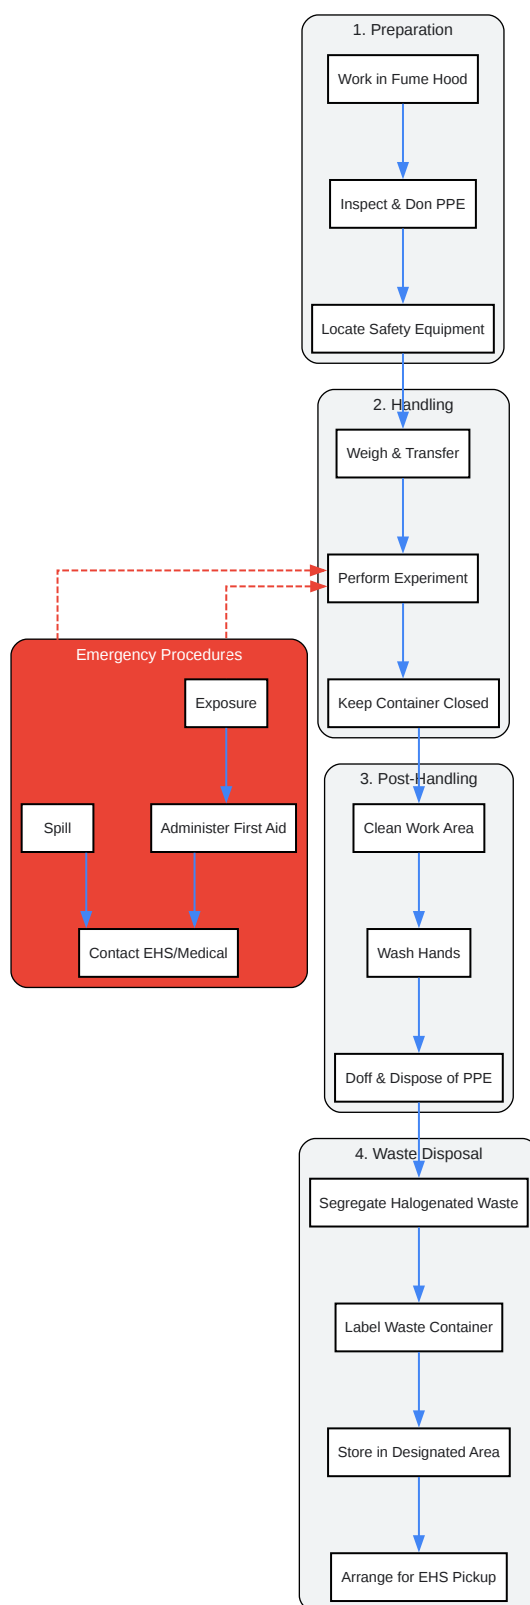 1. Preparation
Work in Fume Hood
Inspect & Don PPE
Locate Safety Equipment
2. Handling
Weigh & Transfer
Perform Experiment
Keep Container Closed
Emergency Procedures
Exposure
Spill
Administer First Aid
Contact EHS/Medical
3. Post-Handling
Clean Work Area
Wash Hands
Doff & Dispose of PPE
4. Waste Disposal
Segregate Halogenated Waste
Label Waste Container
Store in Designated Area
Arrange for EHS Pickup